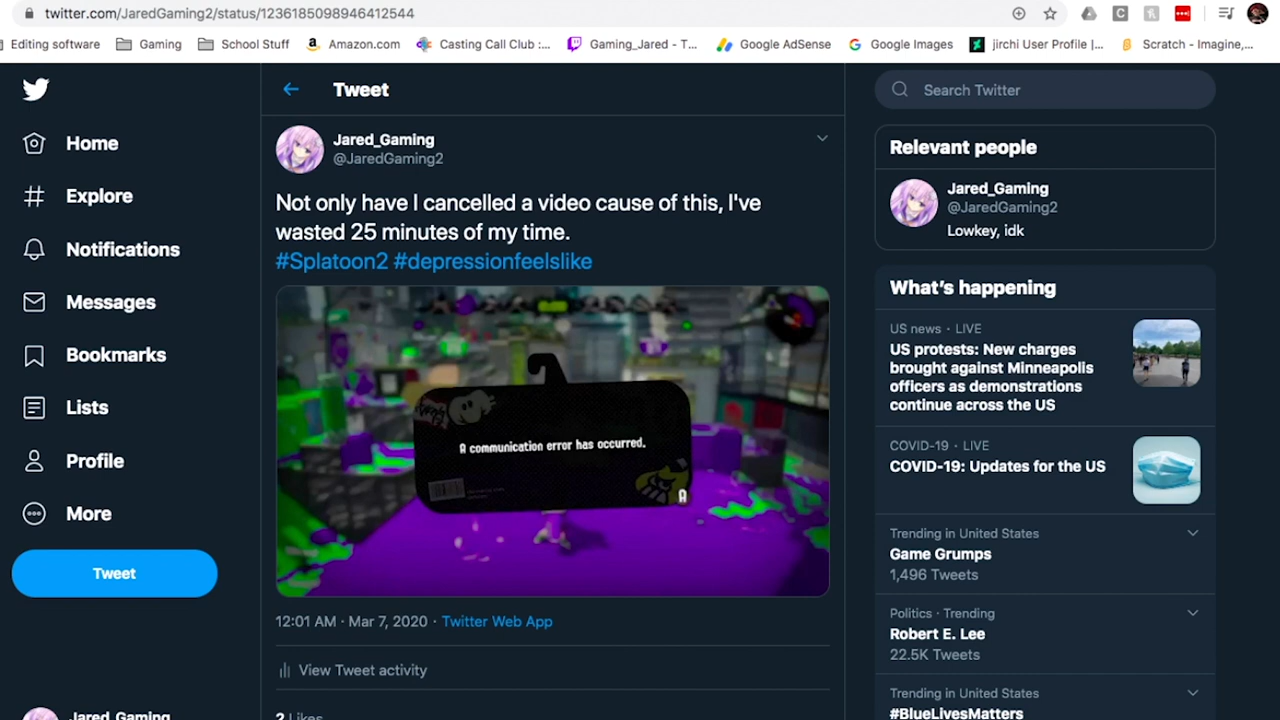 twitter.com/JaredGaming2/status/1236185098946412544
Editing software
Gaming
School Stuff
Amazon.com
Casting Call Club :...
Gaming_Jared - T...
Google AdSense
Google Images
jirchi User Profile |...
Scratch - Imagine,...
Home
Explore
Notifications
Messages
Bookmarks
Lists
Profile
More
Tweet
Jared_Gaming
Tweet
Jared_Gaming
@JaredGaming2
Not only have I cancelled a video cause of this, I've
wasted 25 minutes of my time.
#Splatoon2 #depressionfeelslike
A communication error has occurred.
A
12:01 AM · Mar 7, 2020 · Twitter Web App
View Tweet activity
2 Likes
Search Twitter
Relevant people
Jared_Gaming
@JaredGaming2
Lowkey, idk
What's happening
US news · LIVE
US protests: New charges
brought against Minneapolis
officers as demonstrations
continue across the US
COVID-19 · LIVE
COVID-19: Updates for the US
Trending in United States
Game Grumps
1,496 Tweets
Politics · Trending
Robert E. Lee
22.5K Tweets
Trending in United States
#BlueLivesMatters